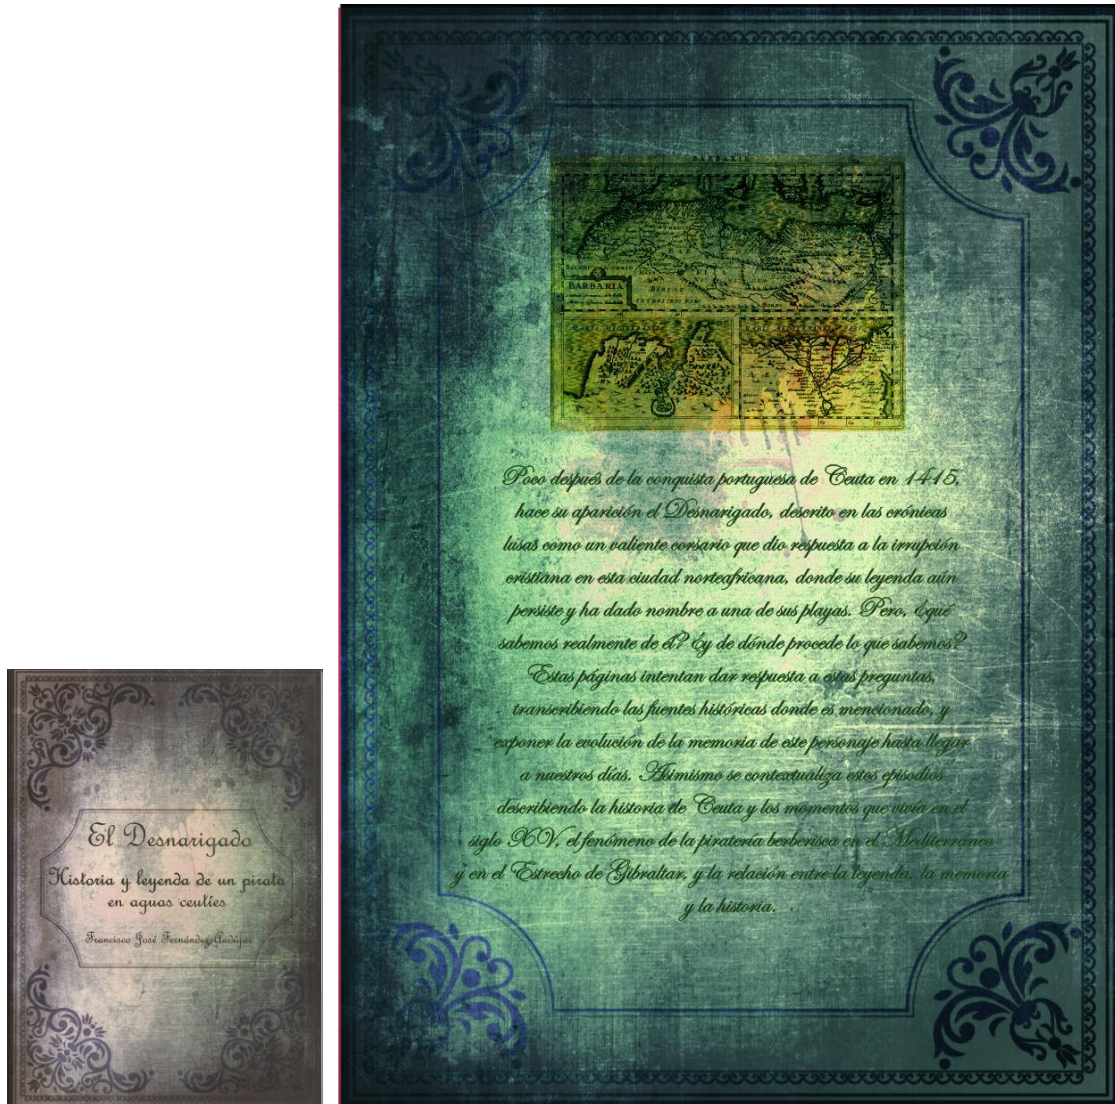 El Desnarigado
Historia y leyenda de un pirata
en aguas ceutíes
Francisco José Fernández Andújar
BARBARIE
BARBARIA
Poco después de la conquista portuguesa de Ceuta en 1415,
hace su aparición el Desnarigado, descrito en las crónicas
lusas como un valiente corsario que dio respuesta a la irrupción
cristiana en esta ciudad norteafricana, donde su leyenda aún
persiste y ha dado nombre a una de sus playas. Pero, ¿qué
sabemos realmente de él? ¿y de dónde procede lo que sabemos?
Estas páginas intentan dar respuesta a estas preguntas,
transcribiendo las fuentes históricas donde es mencionado, y
exponer la evolución de la memoria de este personaje hasta llegar
a nuestros días. Asimismo se contextualiza estos episodios
describiendo la historia de Ceuta y los momentos que vivía en el
siglo XV, el fenómeno de la piratería berberisca en el Mediterráneo
y en el Estrecho de Gibraltar, y la relación entre la leyenda, la memoria
y la historia.